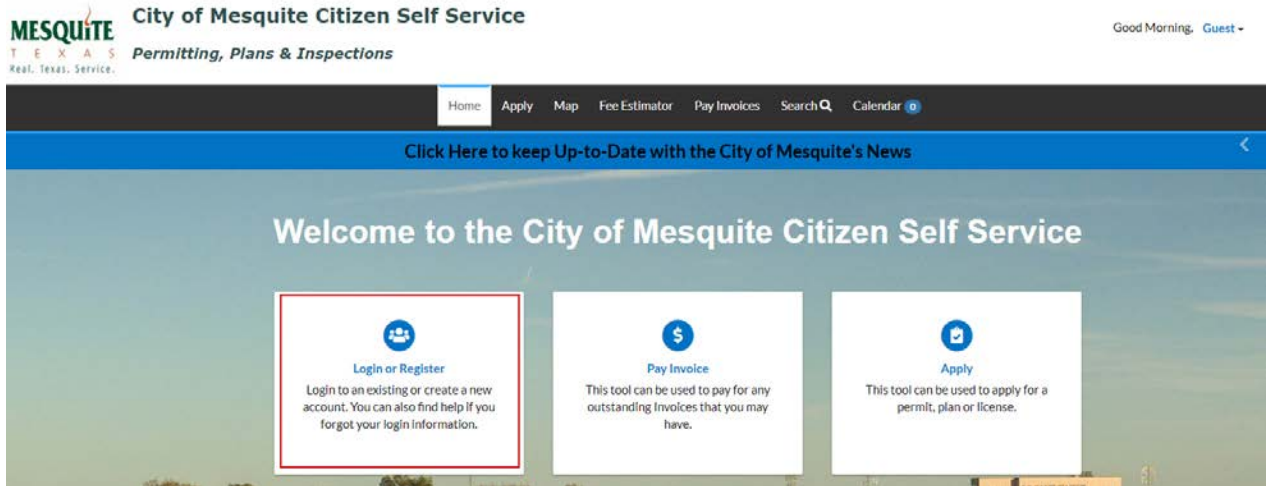 City of Mesquite Citizen Self Service
MESQUiTE
T E X A S
Real. Texas. Service.
Permitting, Plans & Inspections
Good Morning, Guest
Home Apply Map Fee Estimator Pay Invoices Search Calendar 0
Click Here to keep Up-to-Date with the City of Mesquite's News
Welcome to the City of Mesquite Citizen Self Service
Login or Register
Login to an existing or create a new
account. You can also find help if you
forgot your login information.
Pay Invoice
This tool can be used to pay for any
outstanding Invoices that you may
have.
Apply
This tool can be used to apply for a
permit, plan or license.